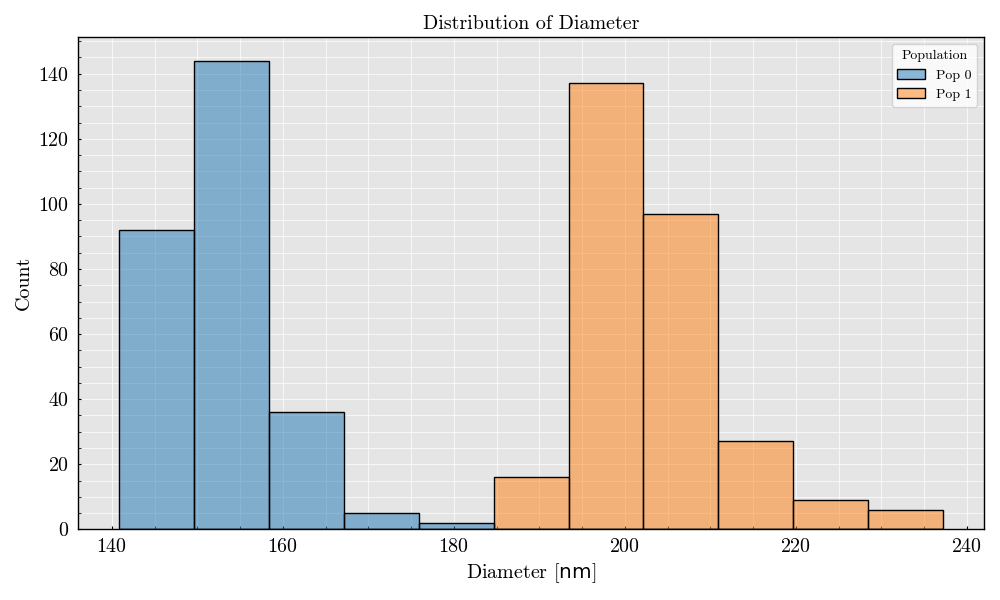 Distribution of Diameter
Population
Pop 0
Pop 1
140
120
100
80
60
40
20
0
Count
140 160 180 200 220 240
Diameter [nm]